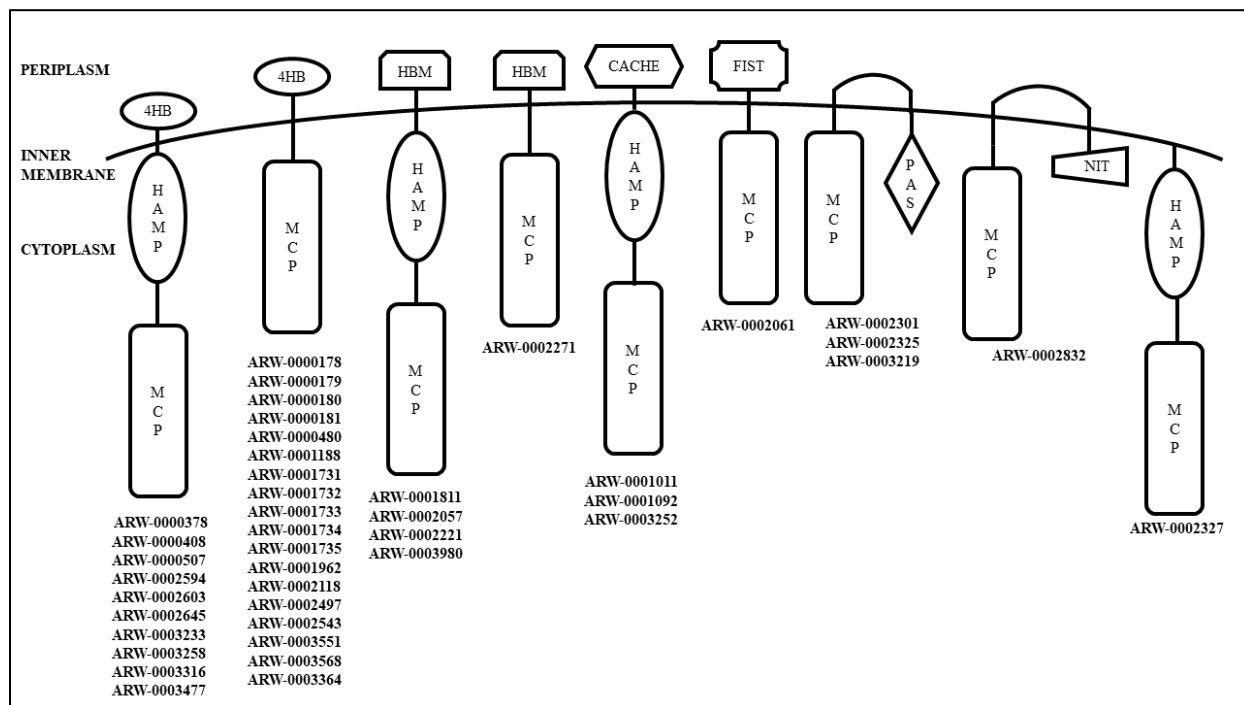 PERIPLASM
INNER
MEMBRANE
CYTOPLASM
4HB
H
A
M
P
M
C
P
ARW-0000378
ARW-0000408
ARW-0000507
ARW-0002594
ARW-0002603
ARW-0002645
ARW-0003233
ARW-0003258
ARW-0003316
ARW-0003477
4HB
M
C
P
ARW-0000178
ARW-0000179
ARW-0000180
ARW-0000181
ARW-0000480
ARW-0001188
ARW-0001731
ARW-0001732
ARW-0001733
ARW-0001734
ARW-0001735
ARW-0001962
ARW-0002118
ARW-0002497
ARW-0002543
ARW-0003551
ARW-0003568
ARW-0003364
HBM
H
A
M
P
M
C
P
ARW-0001811
ARW-0002057
ARW-0002221
ARW-0003980
HBM
M
C
P
ARW-0002271
CACHE
H
A
M
P
M
C
P
ARW-0001011
ARW-0001092
ARW-0003252
FIST
M
C
P
ARW-0002061
M
C
P
P
A
S
ARW-0002301
ARW-0002325
ARW-0003219
M
C
P
NIT
ARW-0002832
H
A
M
P
M
C
P
ARW-0002327